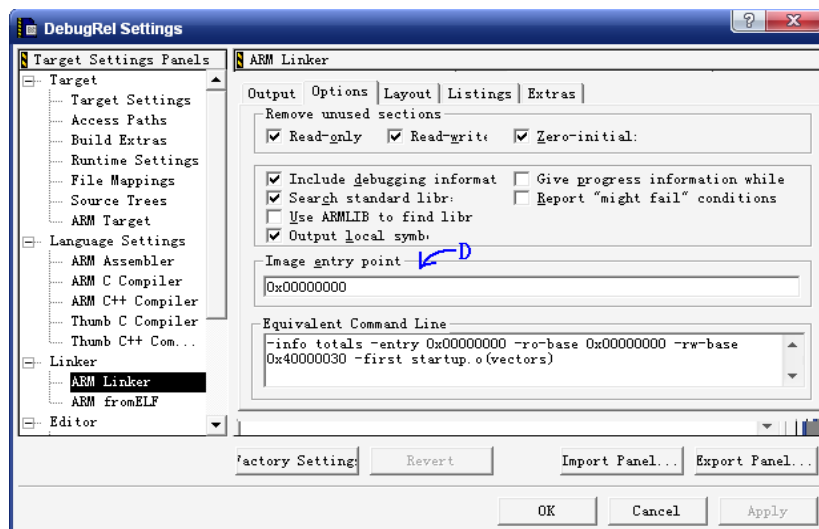 DebugRel Settings
?
X
Target Settings Panels
Target
Target Settings
Access Paths
Build Extras
Runtime Settings
File Mappings
Source Trees
ARM Target
Language Settings
ARM Assembler
ARM C Compiler
ARM C++ Compiler
Thumb C Compiler
Thumb C++ Com...
Linker
ARM Linker
ARM fromELF
Editor
ARM Linker
Output Options Layout Listings Extras
Remove unused sections
Read-only Read-write Zero-initial:
Include debugging informat Give progress information while
Search standard libr: Report "might fail" conditions
Use ARMLIB to find libr
Output local symb
D
Image entry point
0x00000000
Equivalent Command Line
-info totals -entry 0x00000000 -ro-base 0x00000000 -rw-base
0x40000030 -first startup.o(vectors)
Factory Setting: Revert Import Panel... Export Panel...
OK Cancel Apply